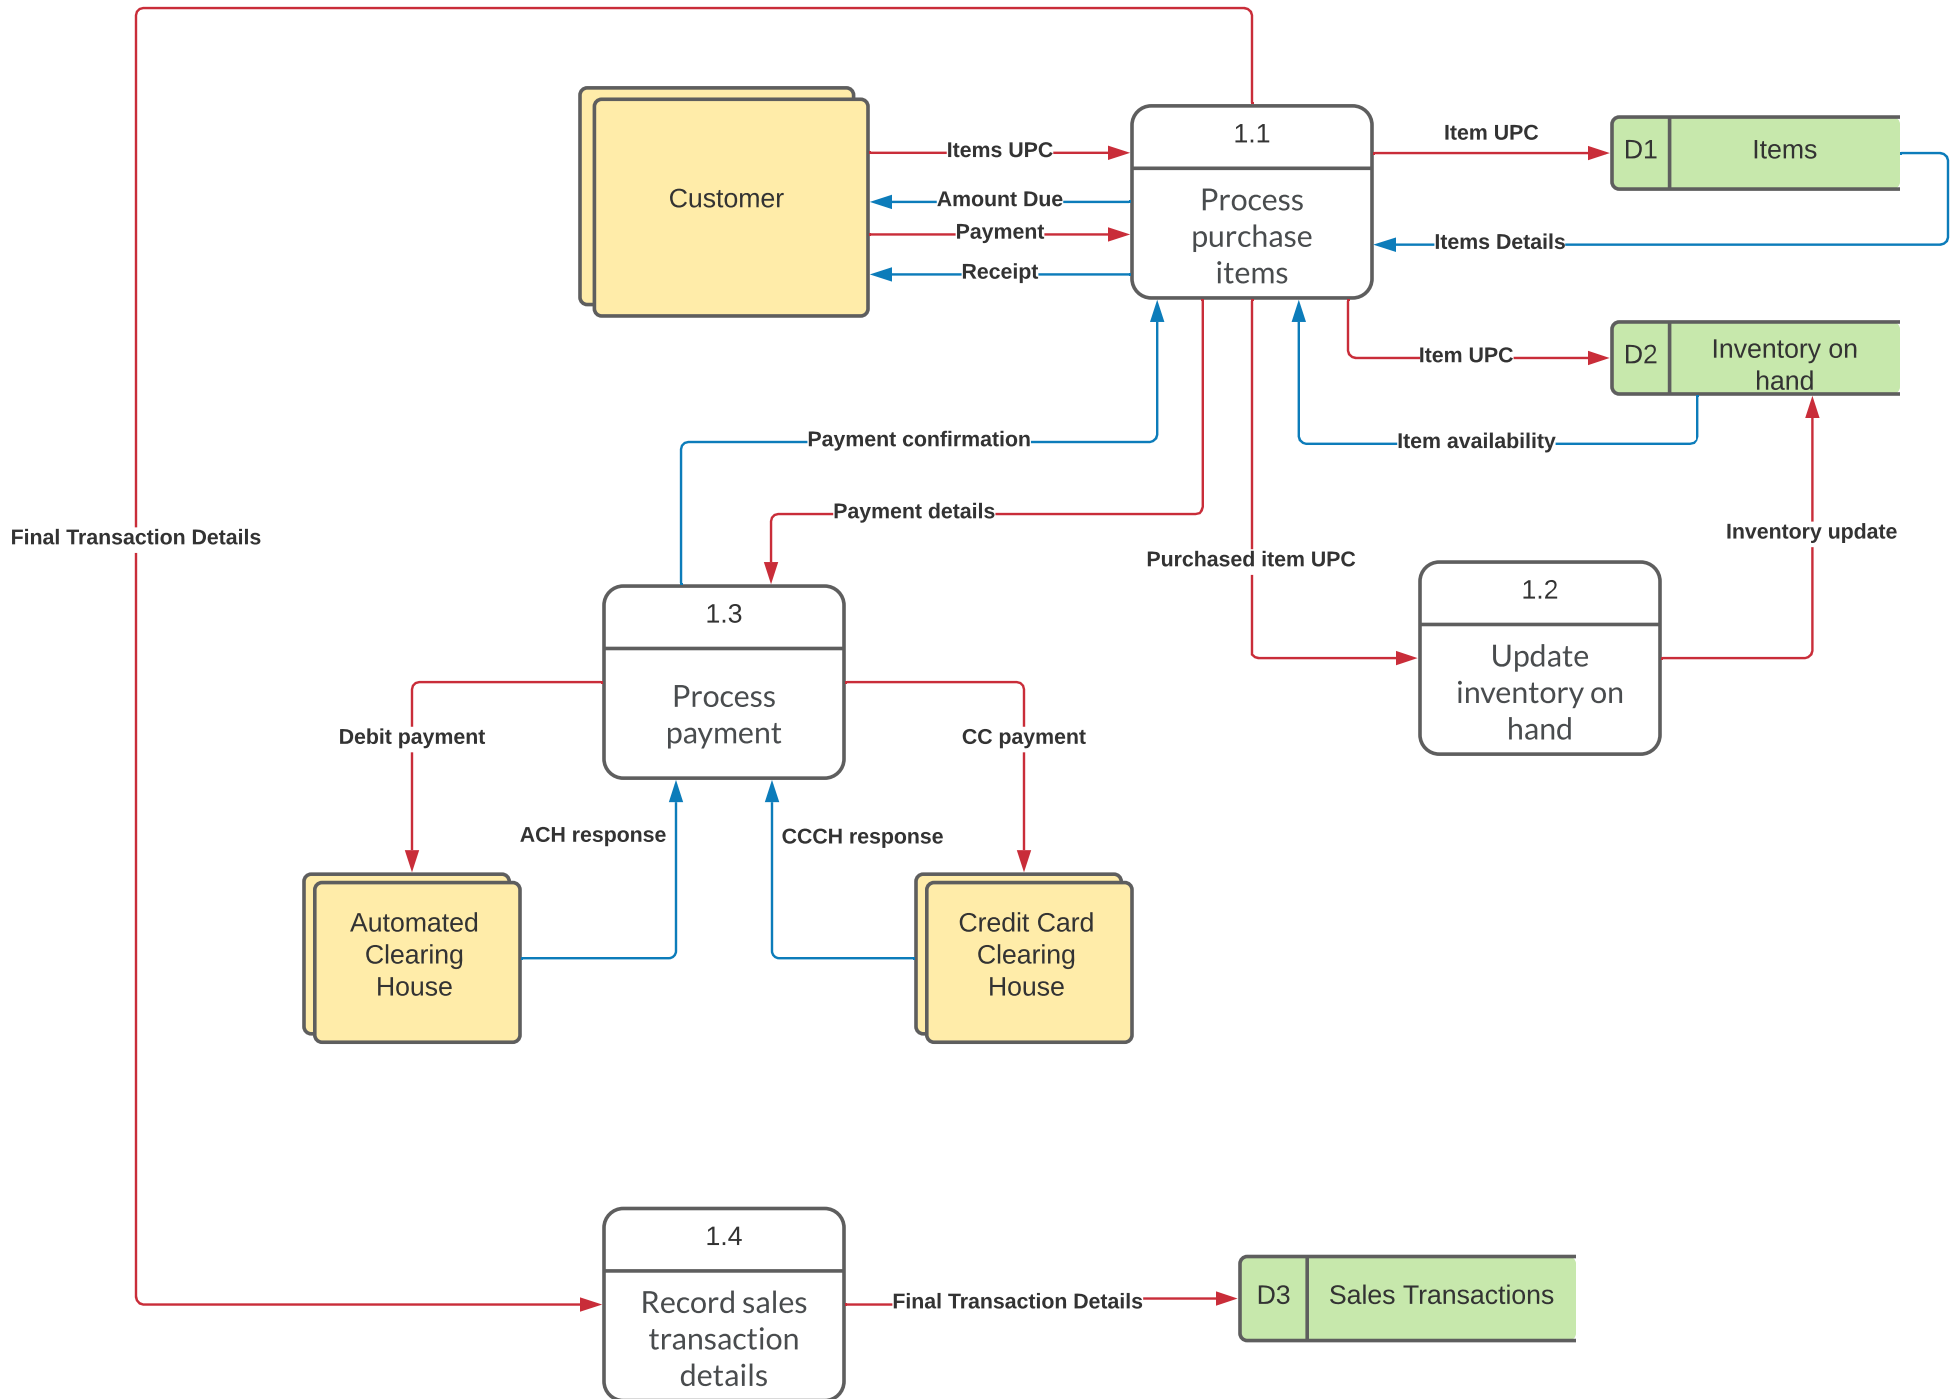 1.1
Item UPC
D1
Items
Items UPC
Customer
Amount Due
Process
purchase
items
Payment
Items Details
Receipt
D2
Inventory on
hand
Item UPC
Payment confirmation
Item availability
Payment details
Final Transaction Details
Inventory update
Purchased item UPC
1.3
1.2
Process
payment
Update
inventory on
hand
Debit payment
CC payment
ACH response
CCCH response
Automated
Clearing
House
Credit Card
Clearing
House
1.4
Record sales
transaction
details
Final Transaction Details
D3
Sales Transactions